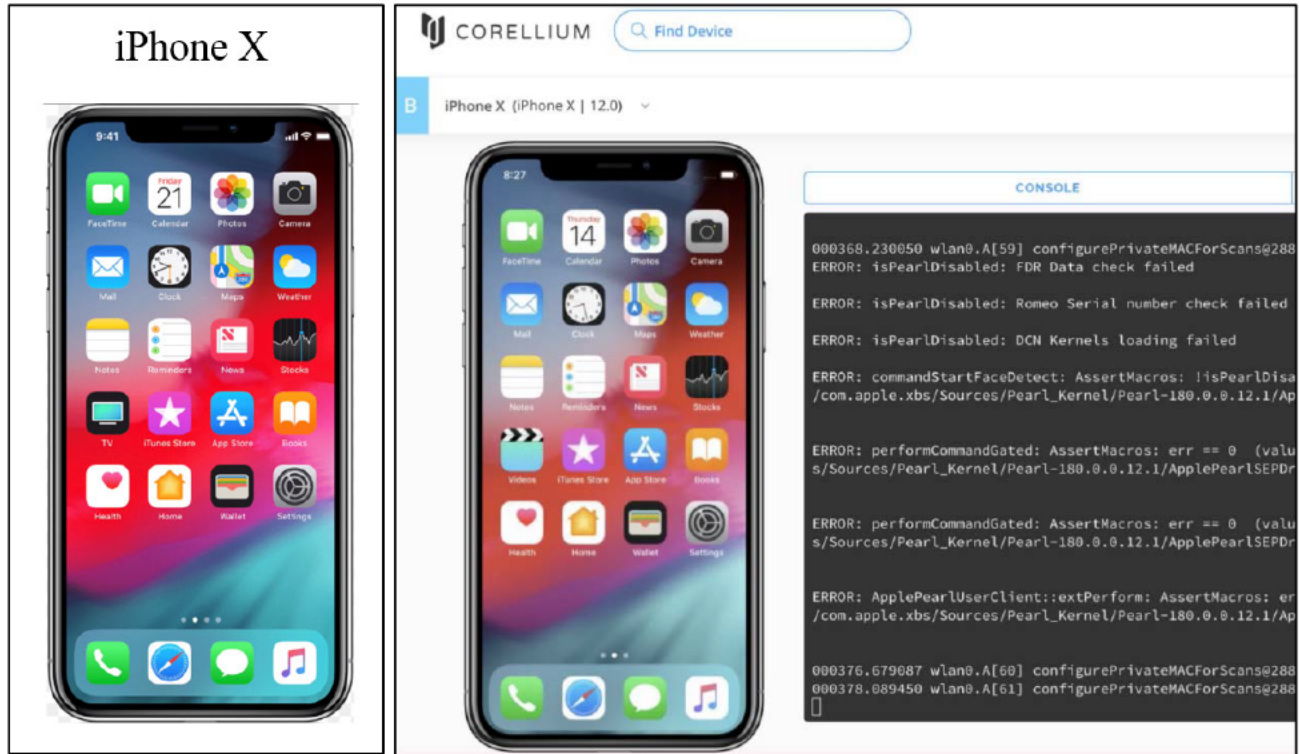 iPhone X
9:41
Friday
21
FaceTime Calendar Photos Camera
Mail Clock Maps Weather
Notes Reminders News Stocks
TV iTunes Store App Store Books
Health Home Wallet Settings
CORELLIUM
Find Device
B
iPhone X (iPhone X | 12.0)
8:27
Thursday
14
FaceTime Calendar Photos Camera
Mail Clock Maps Weather
Notes Reminders News Stocks
Videos iTunes Store App Store Books
Health Home Wallet Settings
CONSOLE
000368.230050 wlan0.A[59] configurePrivateMACForScans@288
ERROR: isPearlDisabled: FDR Data check failed
ERROR: isPearlDisabled: Romeo Serial number check failed
ERROR: isPearlDisabled: DCN Kernels loading failed
ERROR: commandStartFaceDetect: AssertMacros: !isPearlDisa
/com.apple.xbs/Sources/Pearl_Kernel/Pearl-180.0.0.12.1/Ap
ERROR: performCommandGated: AssertMacros: err == 0 (valu
s/Sources/Pearl_Kernel/Pearl-180.0.0.12.1/ApplePearlSEPDr
ERROR: performCommandGated: AssertMacros: err == 0 (valu
s/Sources/Pearl_Kernel/Pearl-180.0.0.12.1/ApplePearlSEPDr
ERROR: ApplePearlUserClient::extPerform: AssertMacros: er
/com.apple.xbs/Sources/Pearl_Kernel/Pearl-180.0.0.12.1/Ap
000376.679087 wlan0.A[60] configurePrivateMACForScans@288
000378.089450 wlan0.A[61] configurePrivateMACForScans@288